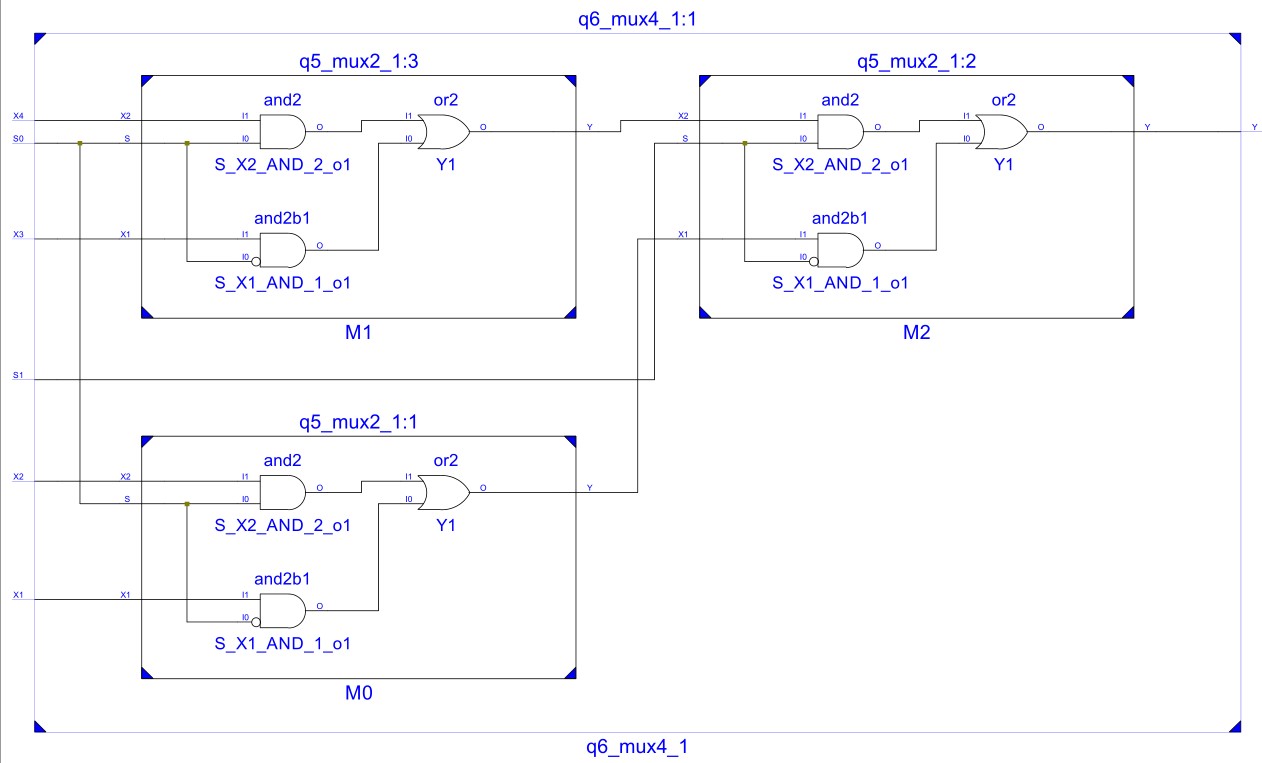 q6_mux4_1:1
q5_mux2_1:3
q5_mux2_1:2
and2
or2
and2
or2
X4
X2
I1
O
I1
O
Y
X2
I1
O
I1
O
Y
Y
S0
S
I0
I0
S
I0
I0
S_X2_AND_2_o1
Y1
S_X2_AND_2_o1
Y1
and2b1
and2b1
X3
X1
I1
O
X1
I1
O
I0
I0
S_X1_AND_1_o1
S_X1_AND_1_o1
M1
M2
S1
q5_mux2_1:1
and2
or2
X2
X2
I1
O
I1
O
Y
S
I0
I0
S_X2_AND_2_o1
Y1
and2b1
X1
X1
I1
O
I0
S_X1_AND_1_o1
M0
q6_mux4_1